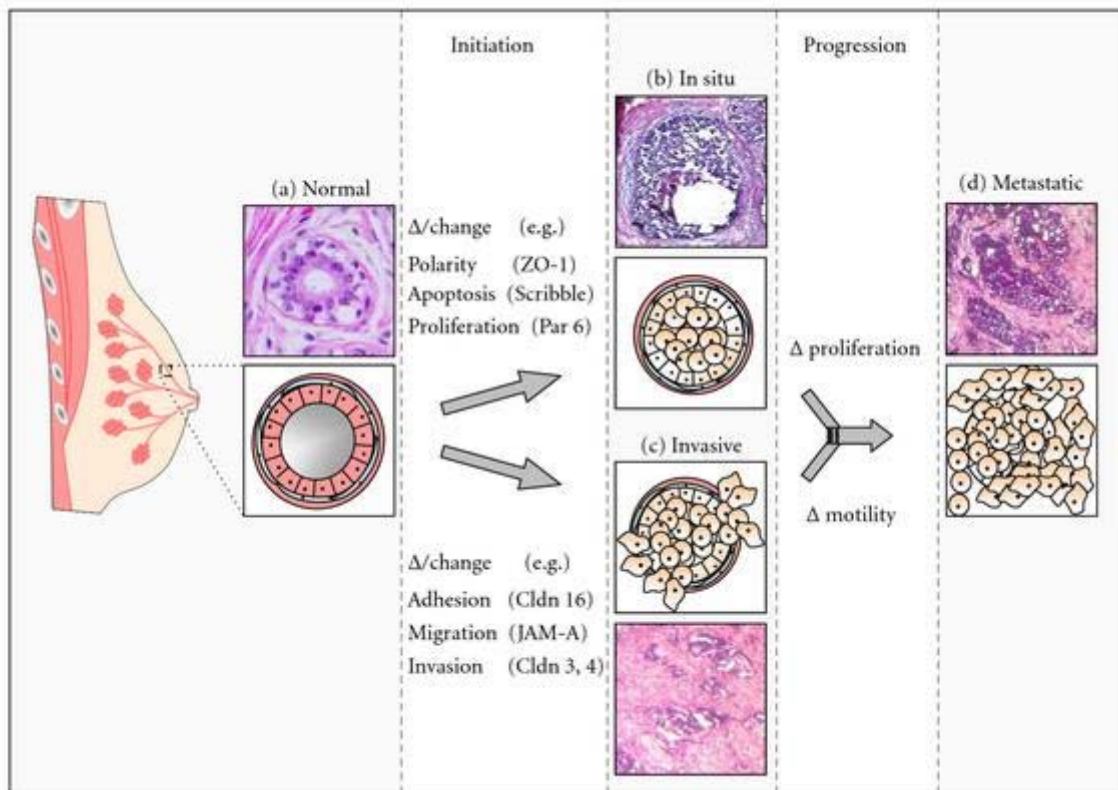 Initiation
Progression
(b) In situ
(a) Normal
(d) Metastatic
Δ/change (e.g.)
Polarity (ZO-1)
Apoptosis (Scribble)
Proliferation (Par 6)
Δ proliferation
(c) Invasive
Δ motility
Δ/change (e.g.)
Adhesion (Cldn 16)
Migration (JAM-A)
Invasion (Cldn 3, 4)